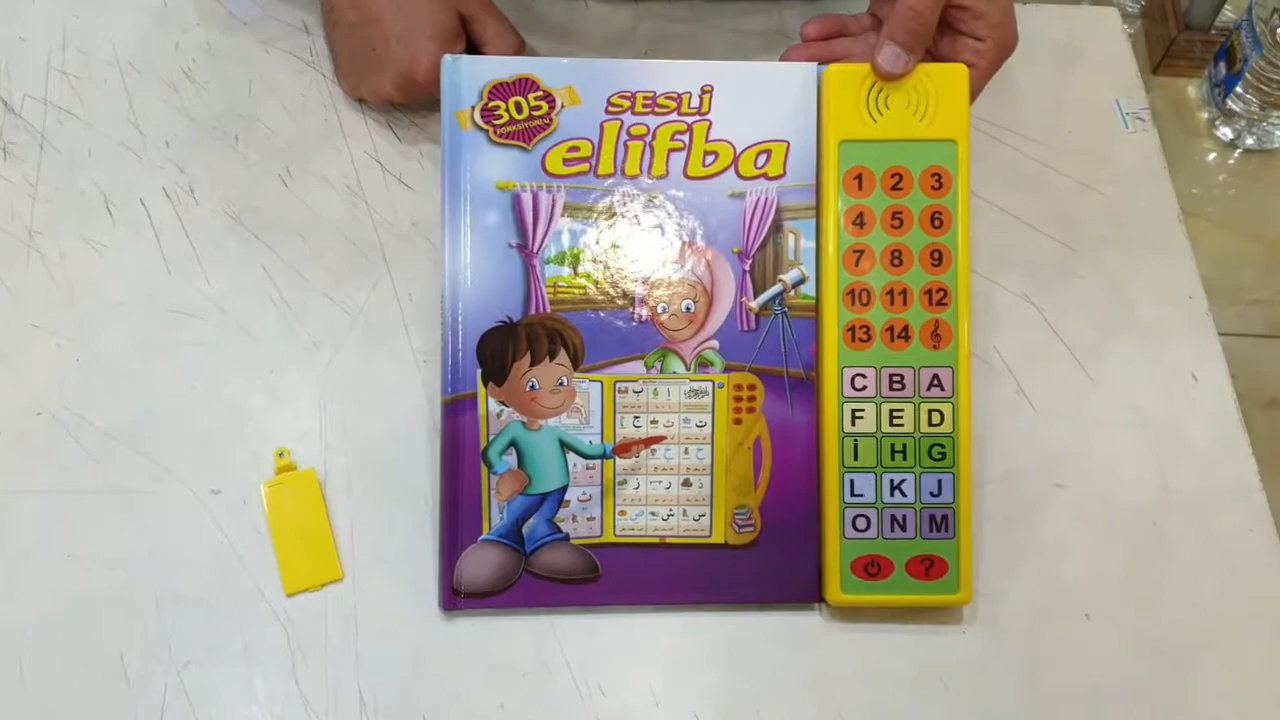 305
FONKSİYONLU
SESLİ
elifba
1 2 3
4 5 6
7 8 9
10 11 12
13 14
C B A
F E D
İ H G
L K J
O N M
?
ب ا
ج ث ت
ز ر ذ
ص ش س